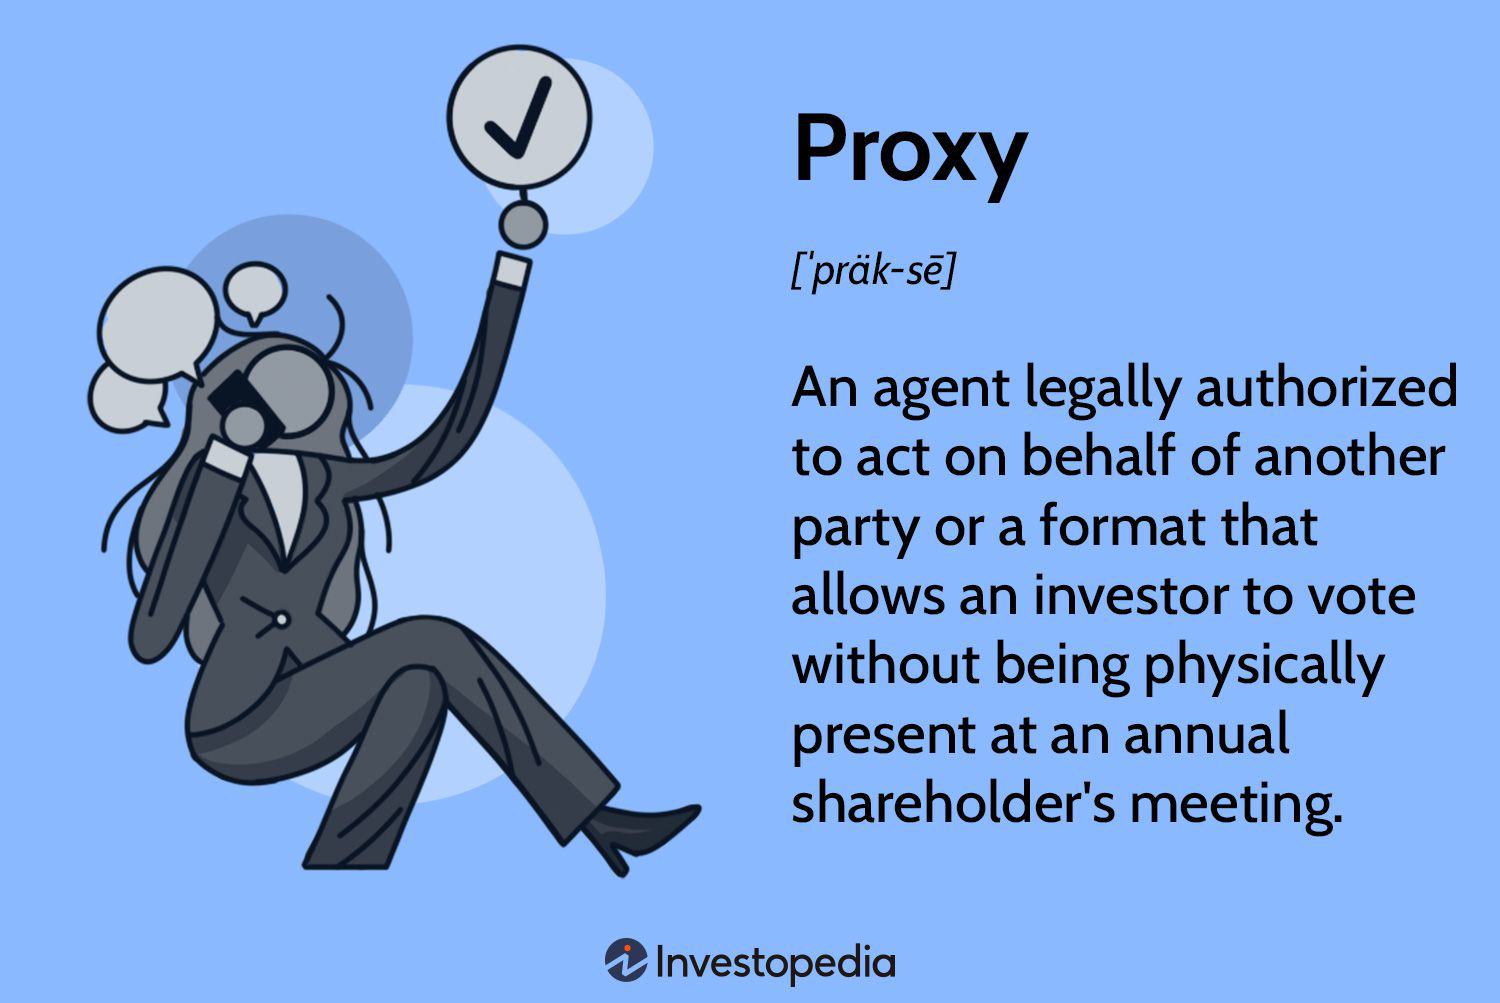 Proxy
[ˈpräk-sē]
An agent legally authorized
to act on behalf of another
party or a format that
allows an investor to vote
without being physically
present at an annual
shareholder's meeting.
Investopedia